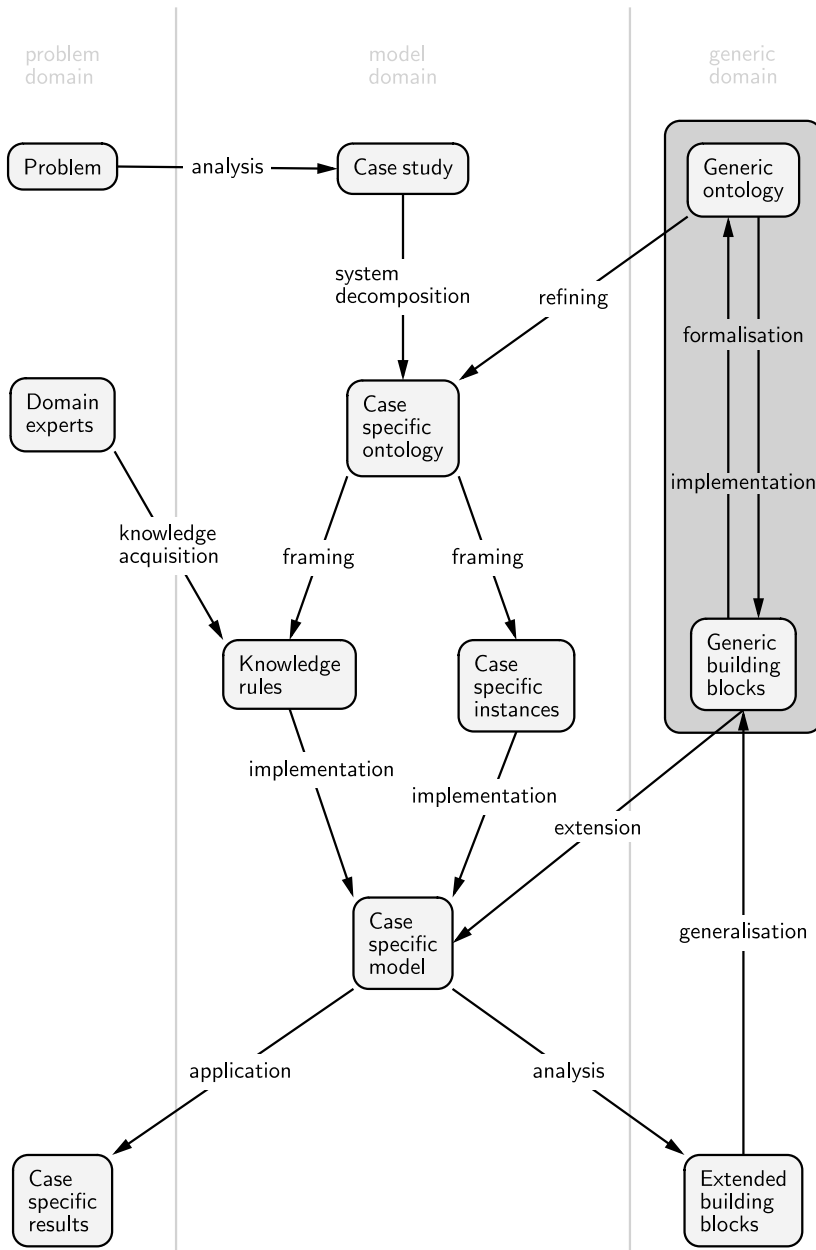 problem
domain
model
domain
generic
domain
Problem
analysis
Case study
Generic
ontology
system
decomposition
refining
formalisation
Domain
experts
Case
specific
ontology
implementation
knowledge
acquisition
framing
framing
Knowledge
rules
Case
specific
instances
Generic
building
blocks
implementation
implementation
extension
Case
specific
model
generalisation
application
analysis
Case
specific
results
Extended
building
blocks